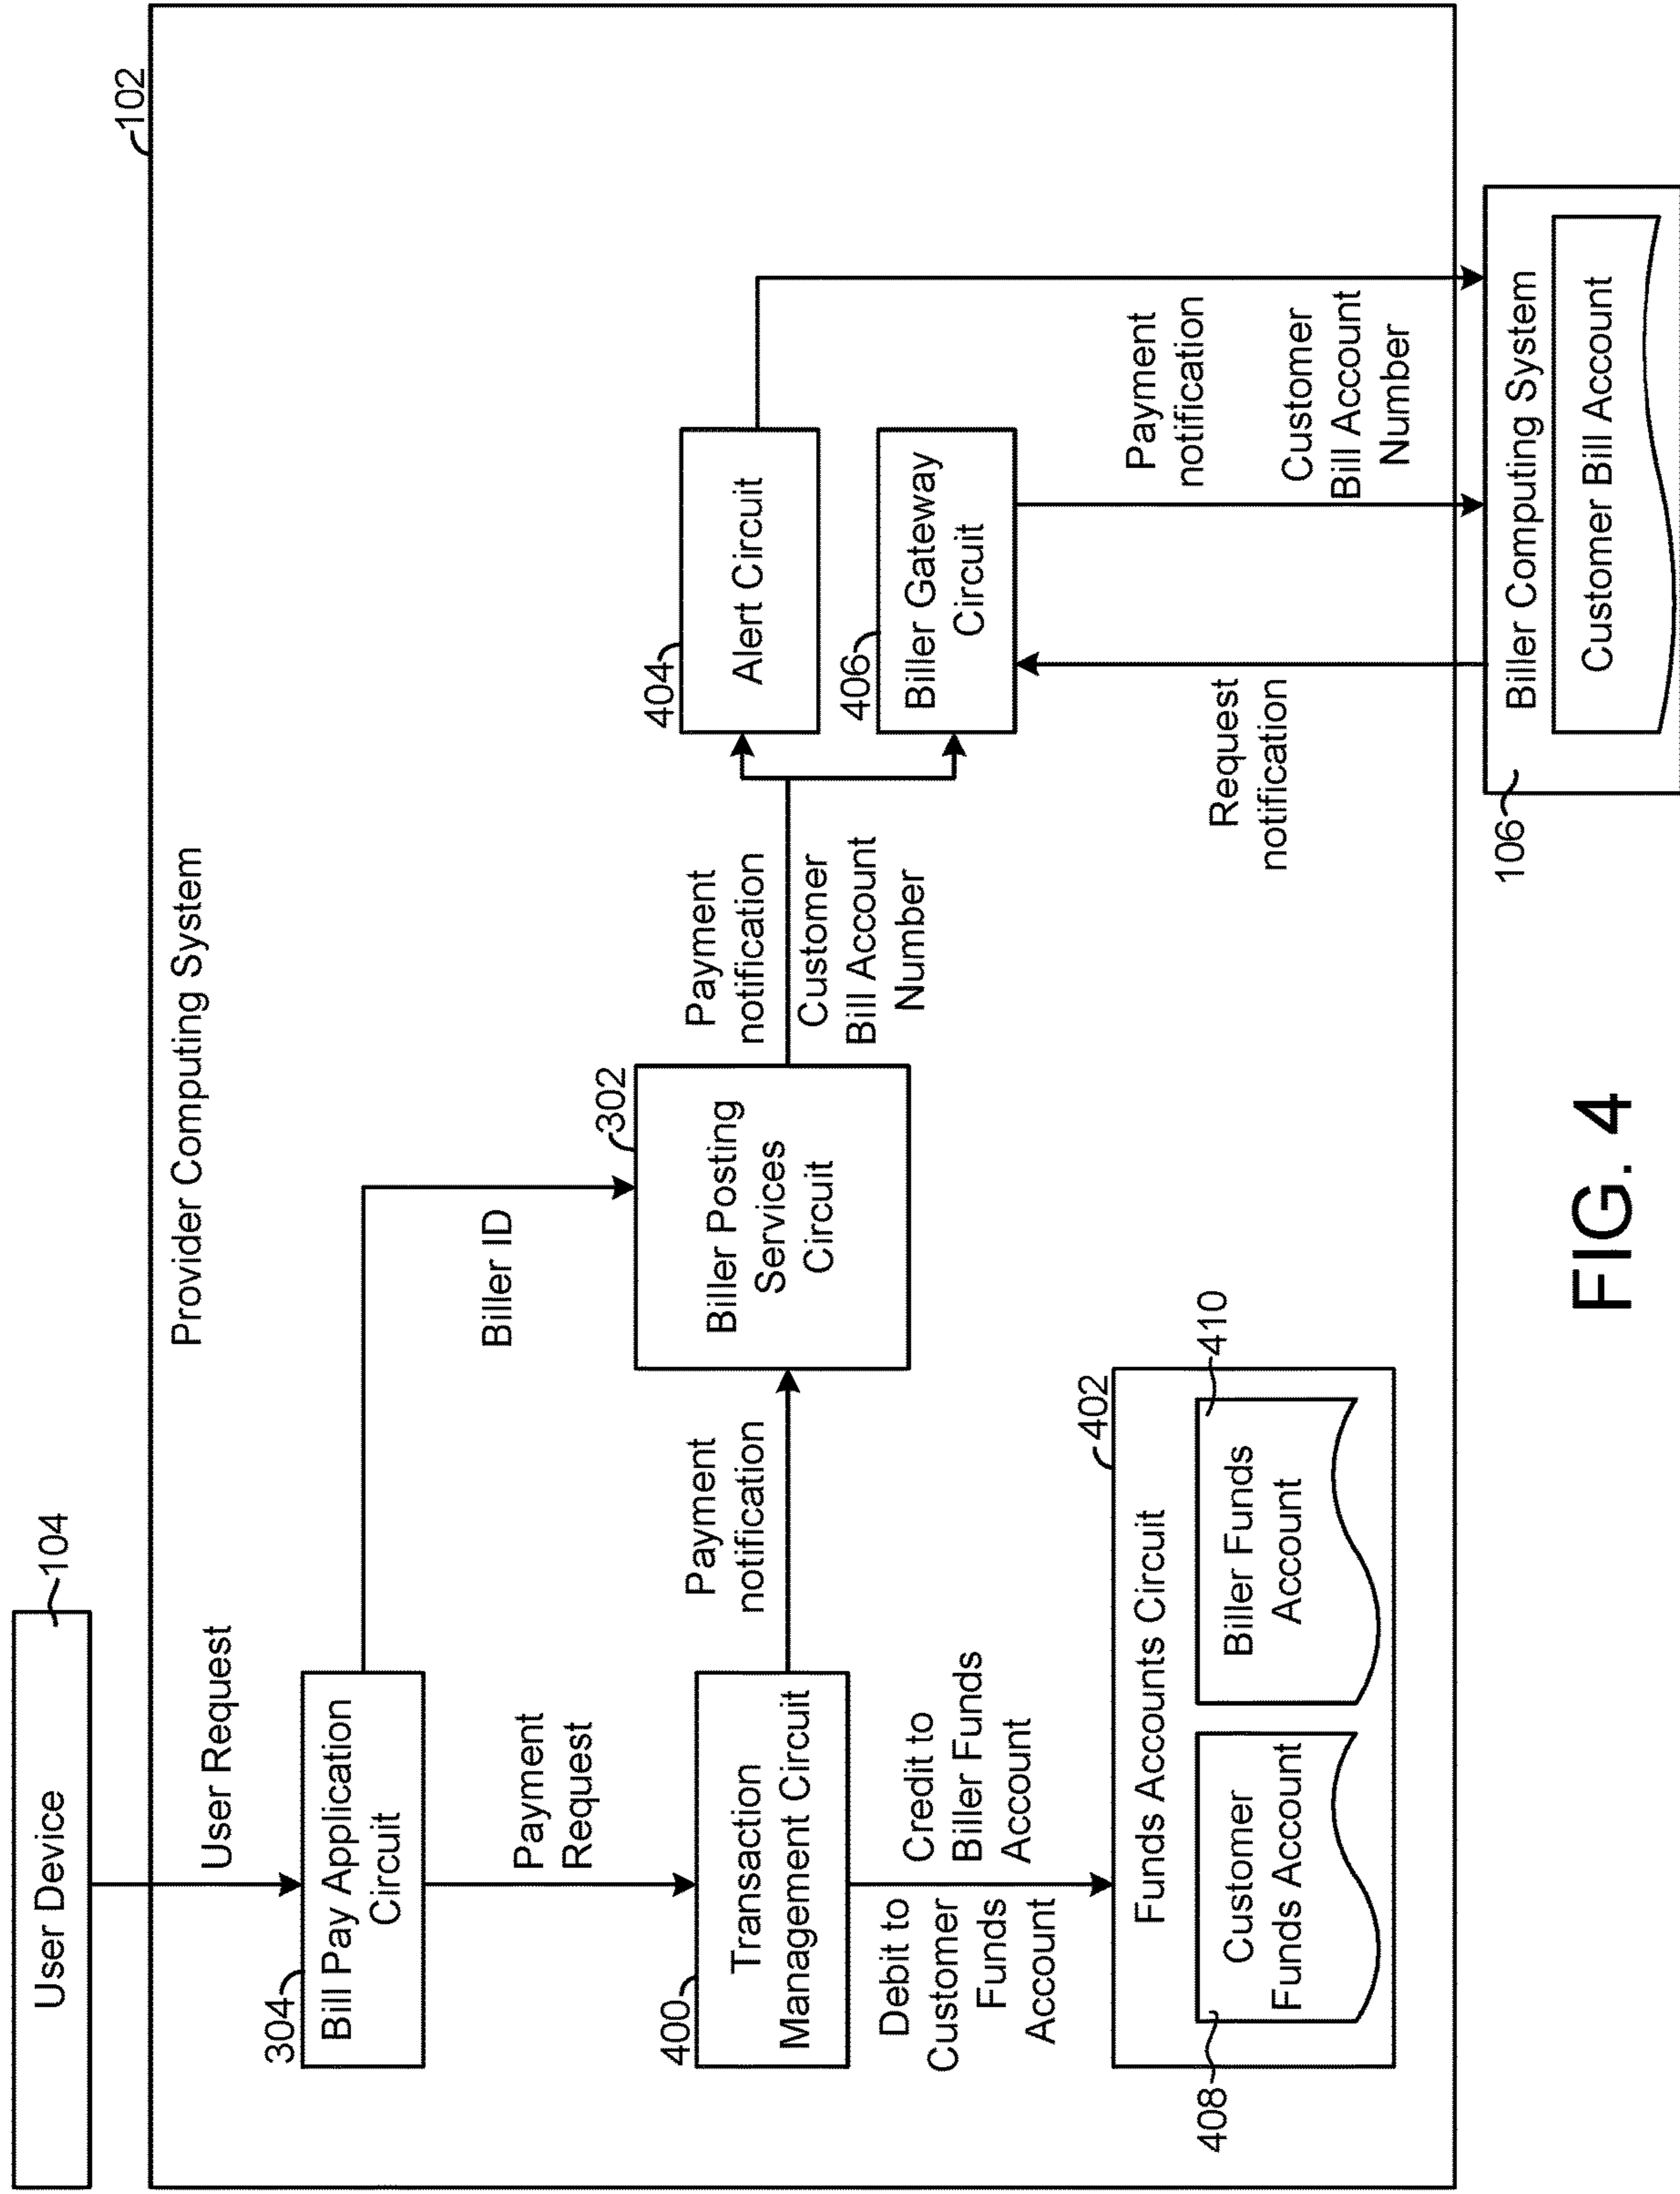 User Device
104
102
Provider Computing System
User Request
304
Bill Pay Application
Circuit
Biller ID
Payment
Request
400
Transaction
Management Circuit
Payment
notification
302
Biller Posting
Services
Circuit
Payment
notification
Customer
Bill Account
Number
404
Alert Circuit
406
Biller Gateway
Circuit
Debit to
Customer
Funds
Account
Credit to
Biller Funds
Account
402
Funds Accounts Circuit
408
Customer
Funds Account
410
Biller Funds
Account
Request
notification
Payment
notification
Customer
Bill Account
Number
106
Biller Computing System
Customer Bill Account
FIG. 4